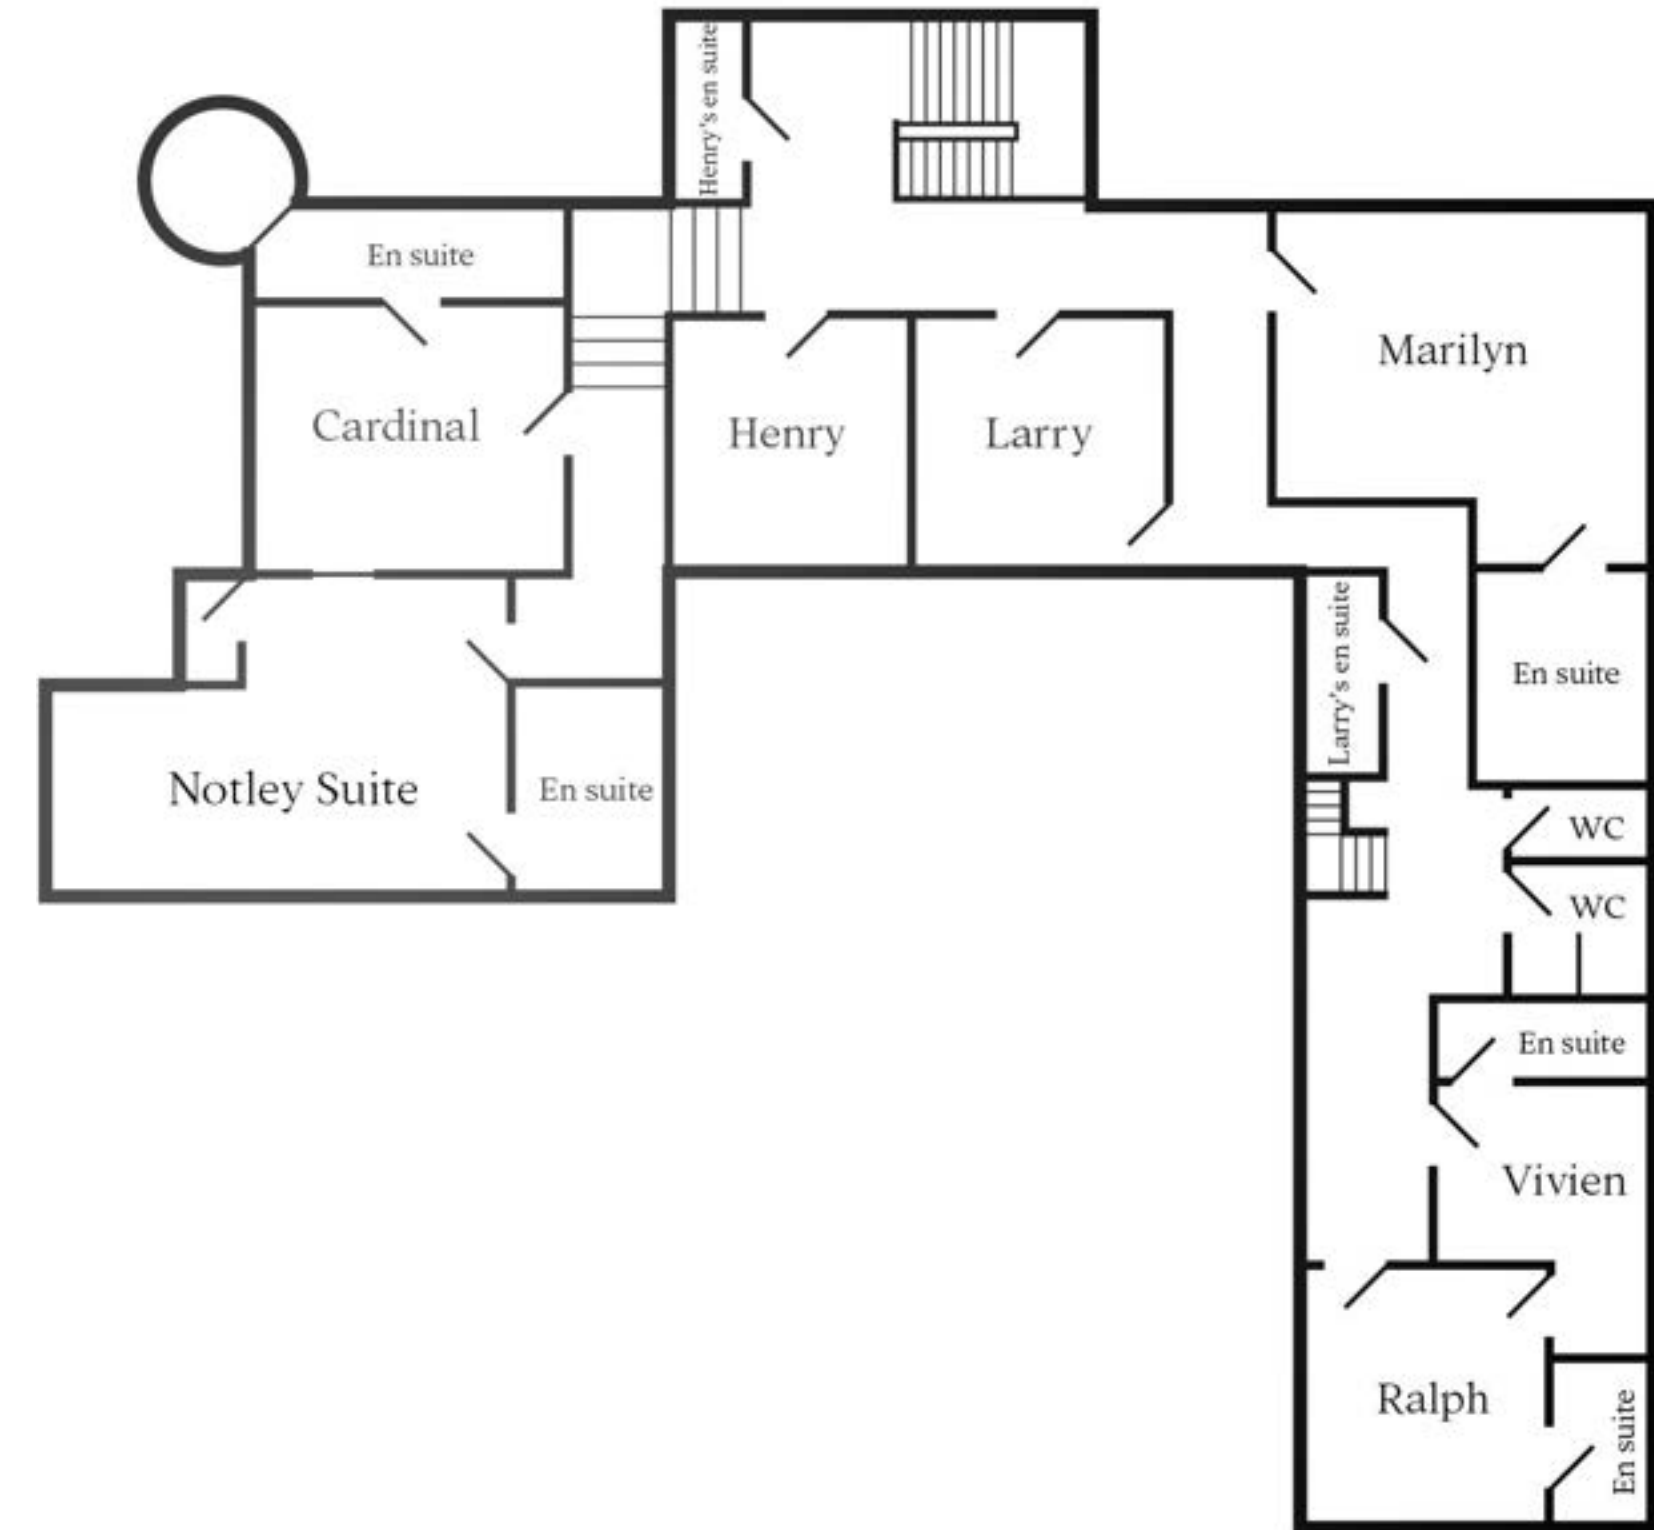 Henry's en suite
En suite
Marilyn
Cardinal
Henry
Larry
Larry's en suite
En suite
Notley Suite
En suite
WC
WC
En suite
Vivien
Ralph
En suite